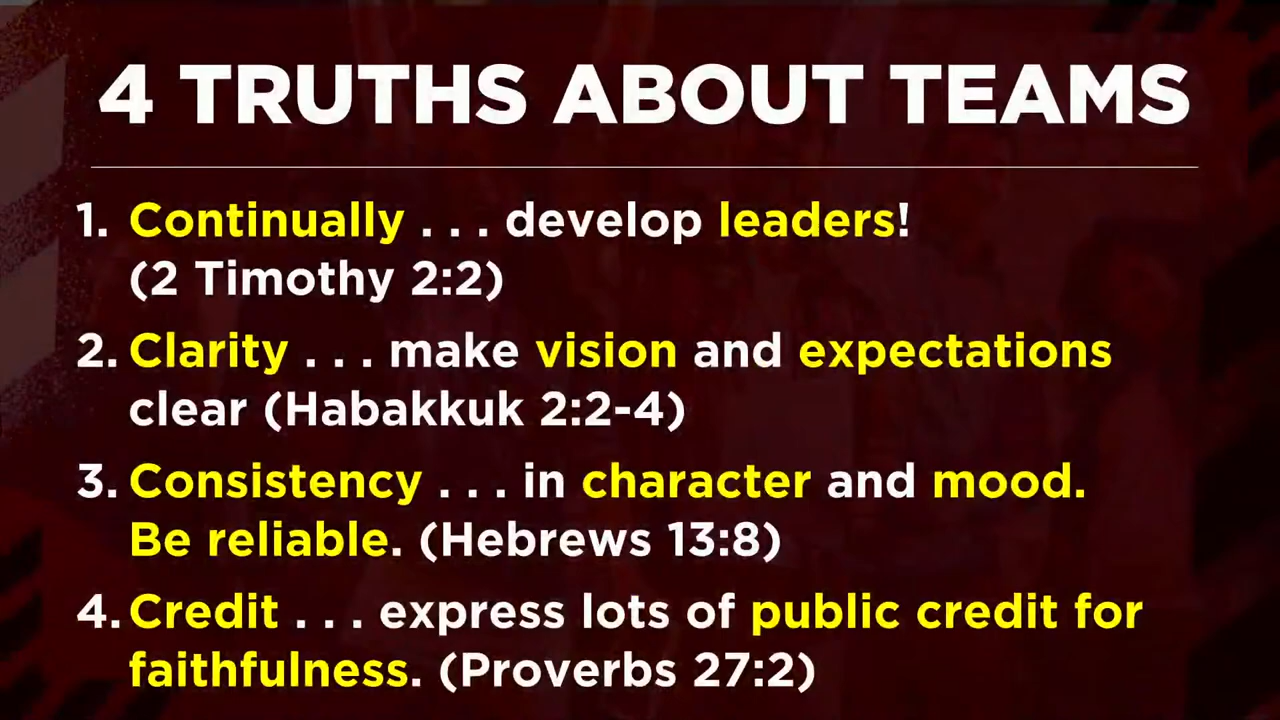 4 TRUTHS ABOUT TEAMS
1. Continually . . . develop leaders!
(2 Timothy 2:2)
2. Clarity . . . make vision and expectations
clear (Habakkuk 2:2-4)
3. Consistency . . . in character and mood.
Be reliable. (Hebrews 13:8)
4. Credit . . . express lots of public credit for
faithfulness. (Proverbs 27:2)